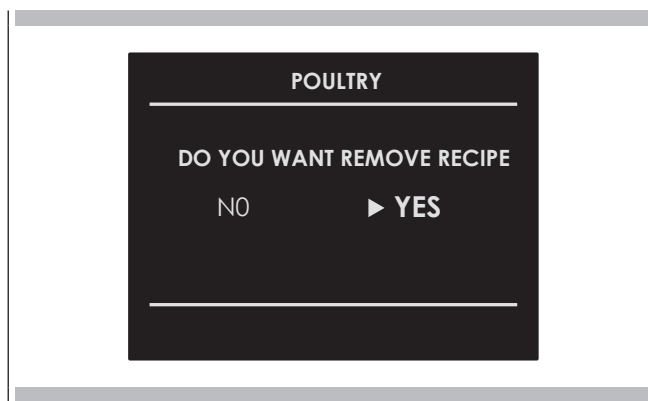 POULTRY
DO YOU WANT REMOVE RECIPE
N0 ▶ YES